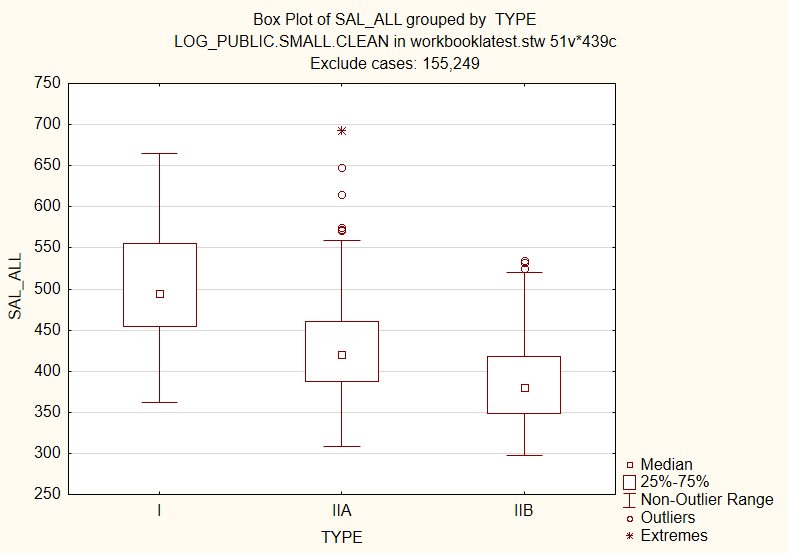 Box Plot of SAL_ALL grouped by  TYPE
LOG_PUBLIC.SMALL.CLEAN in workbooklatest.stw 51v*439c
Exclude cases: 155,249
750
700
650
600
550
500
450
400
350
300
250
SAL_ALL
I
IIA
IIB
TYPE
Median
25%-75%
Non-Outlier Range
Outliers
Extremes